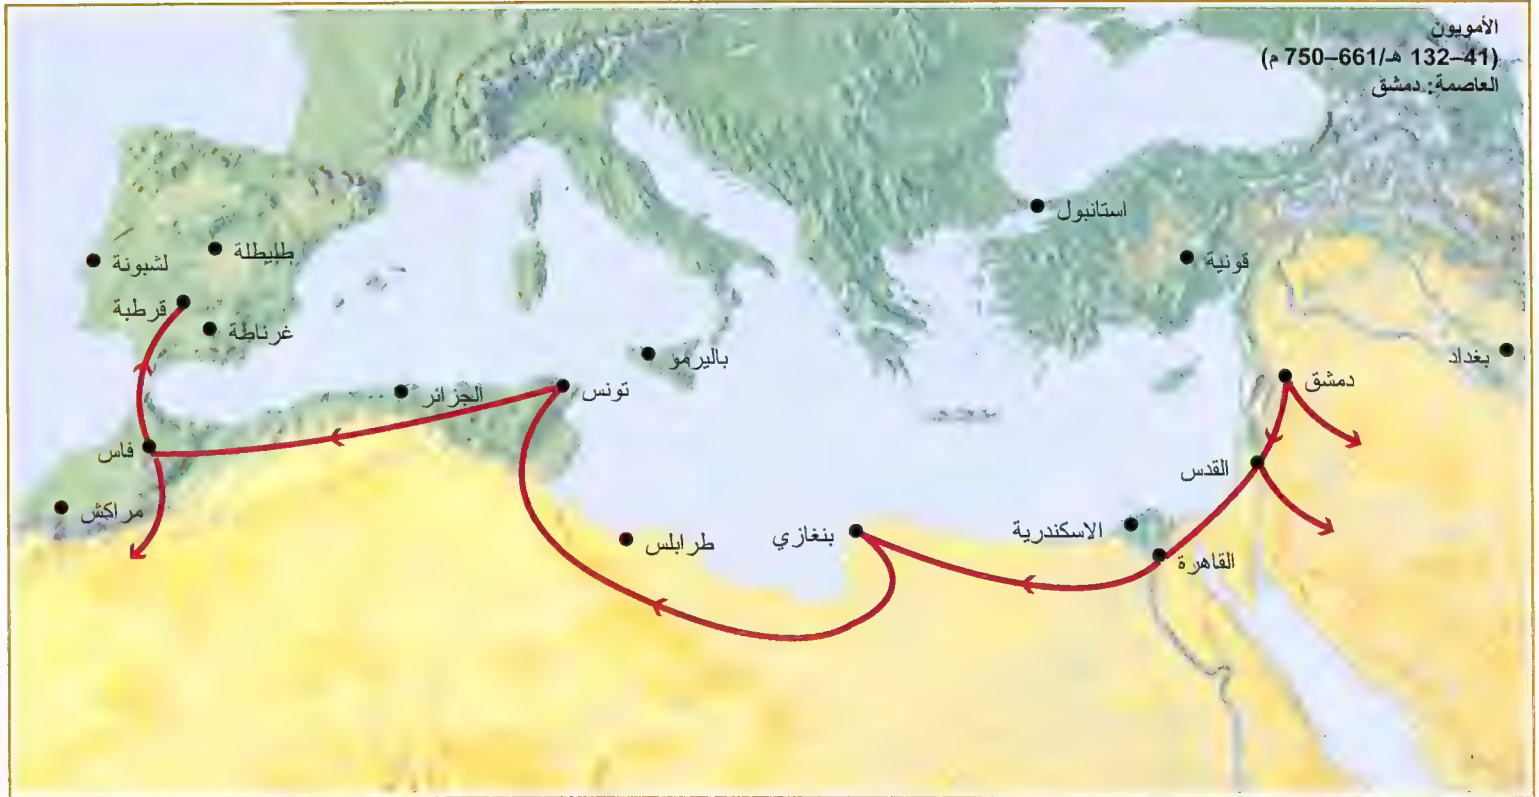 الأمويون
(41–132 هـ/661–750 م)
العاصمة: دمشق
استانبول
قونية
طليطلة
لشبونة
قرطبة
غرناطة
باليرمو
بغداد
دمشق
تونس
الجزائر
فاس
القدس
مراكش
الاسكندرية
بنغازي
طرابلس
القاهرة